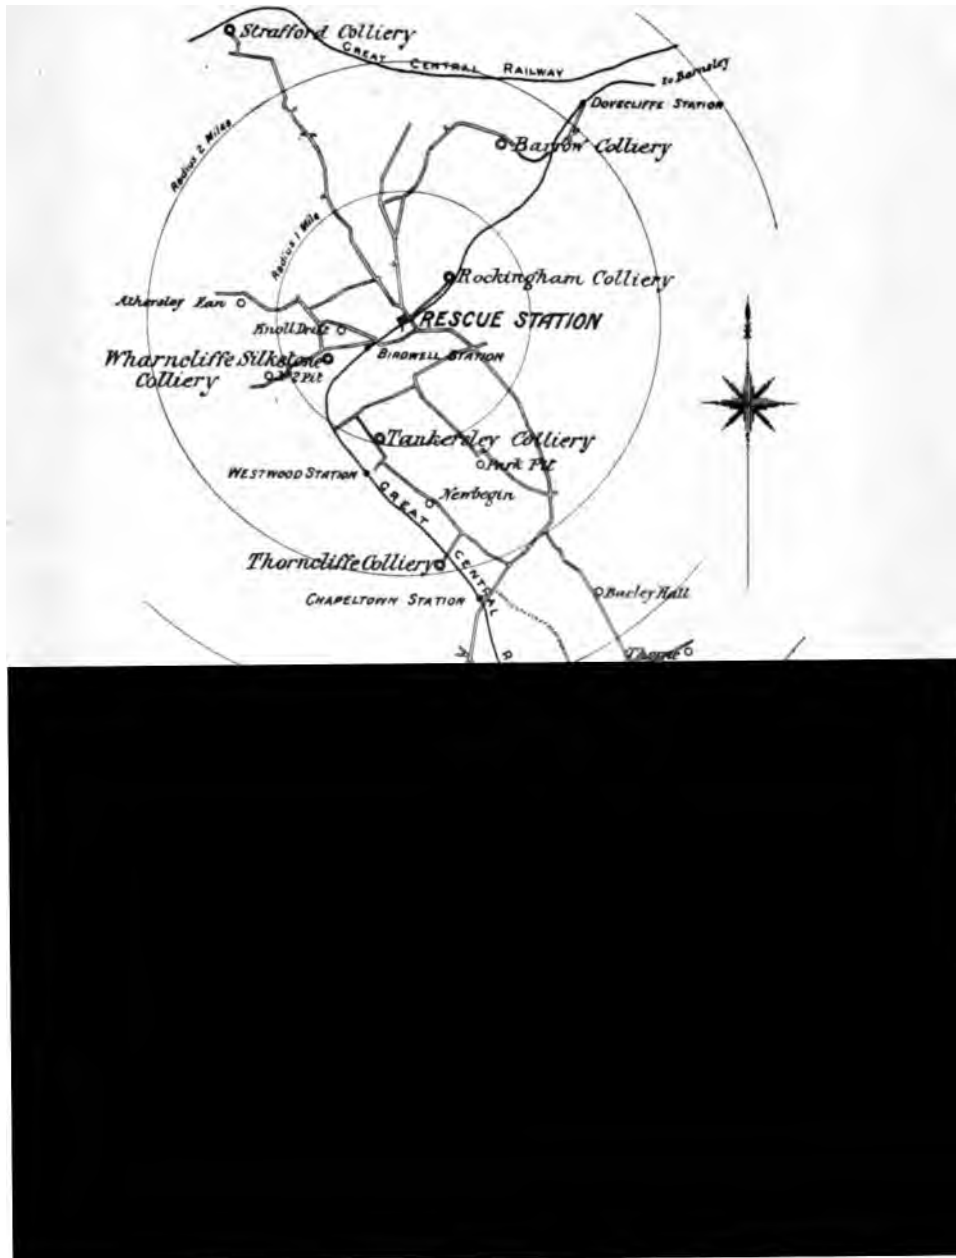 Strafford Colliery
GREAT CENTRAL RAILWAY
to Barnsley
DOVECLIFFE STATION
Barrow Colliery
Radius 2 Miles
Radius 1 Mile
Rockingham Colliery
Athersley Fan
Knoll Drift
RESCUE STATION
BIRDWELL STATION
Wharncliffe Silkstone
Colliery
Pit
Tankersley Colliery
Park Pit
WESTWOOD STATION
Newbegin
GREAT CENTRAL R
Thorncliffe Colliery
CHAPELTOWN STATION
Barley Hall
Thorpe
N